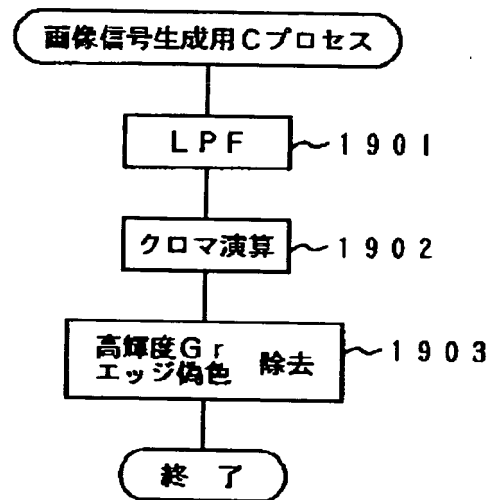 画像信号生成用Cプロセス
LPF
1901
クロマ演算
1902
高輝度Gr
エッジ偽色 除去
1903
終了